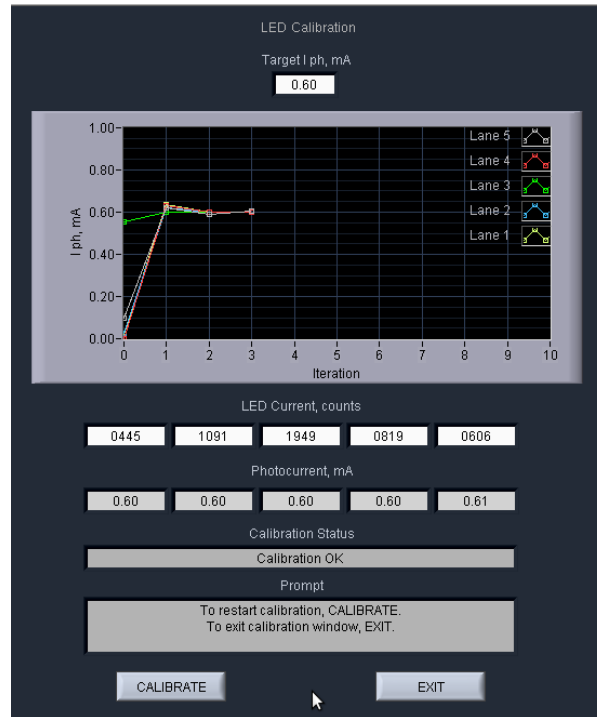 LED Calibration
Target I ph, mA
0.60
1.00
0.80
0.60
0.40
0.20
0.00
I ph, mA
0 1 2 3 4 5 6 7 8 9 10
Iteration
Lane 5
Lane 4
Lane 3
Lane 2
Lane 1
LED Current, counts
0445 1091 1949 0819 0606
Photocurrent, mA
0.60 0.60 0.60 0.60 0.61
Calibration Status
Calibration OK
Prompt
To restart calibration, CALIBRATE.
To exit calibration window, EXIT.
CALIBRATE EXIT